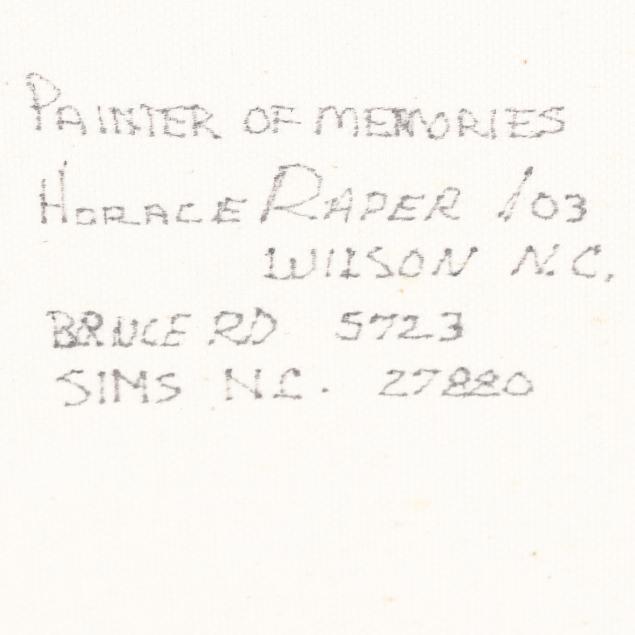 PAINTER OF MEMORIES
HORACE RAPER /03
WILSON N.C.
BRUCE RD 5723
SIMS N.C. 27880